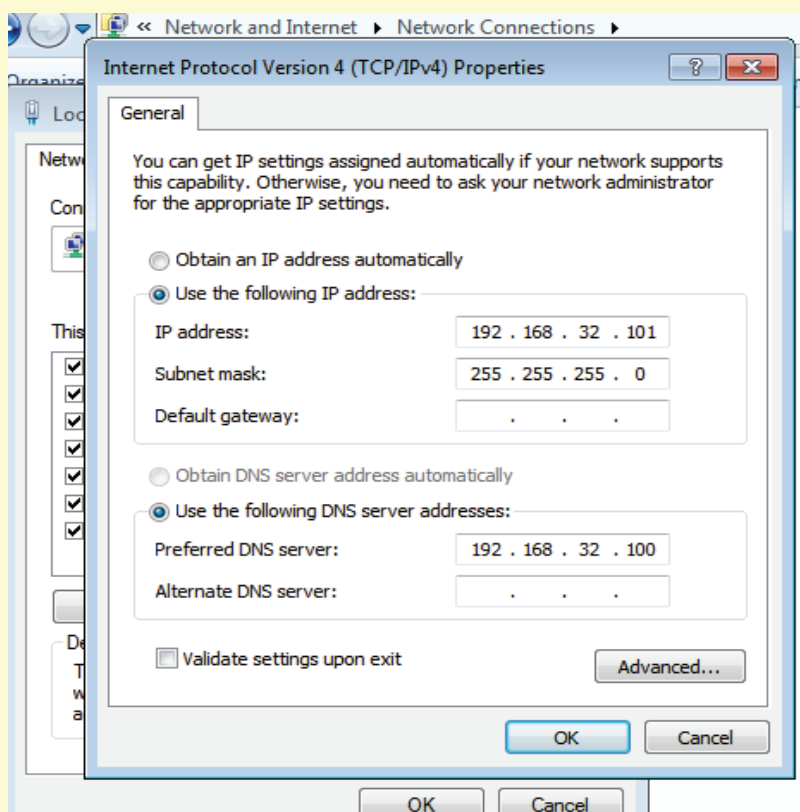 « Network and Internet ▸ Network Connections ▸
Internet Protocol Version 4 (TCP/IPv4) Properties
General
You can get IP settings assigned automatically if your network supports
this capability. Otherwise, you need to ask your network administrator
for the appropriate IP settings.
Obtain an IP address automatically
Use the following IP address:
IP address: 192 . 168 . 32 . 101
Subnet mask: 255 . 255 . 255 . 0
Default gateway: . . .
Obtain DNS server address automatically
Use the following DNS server addresses:
Preferred DNS server: 192 . 168 . 32 . 100
Alternate DNS server: . . .
Validate settings upon exit
Advanced...
OK Cancel
This
OK Cancel